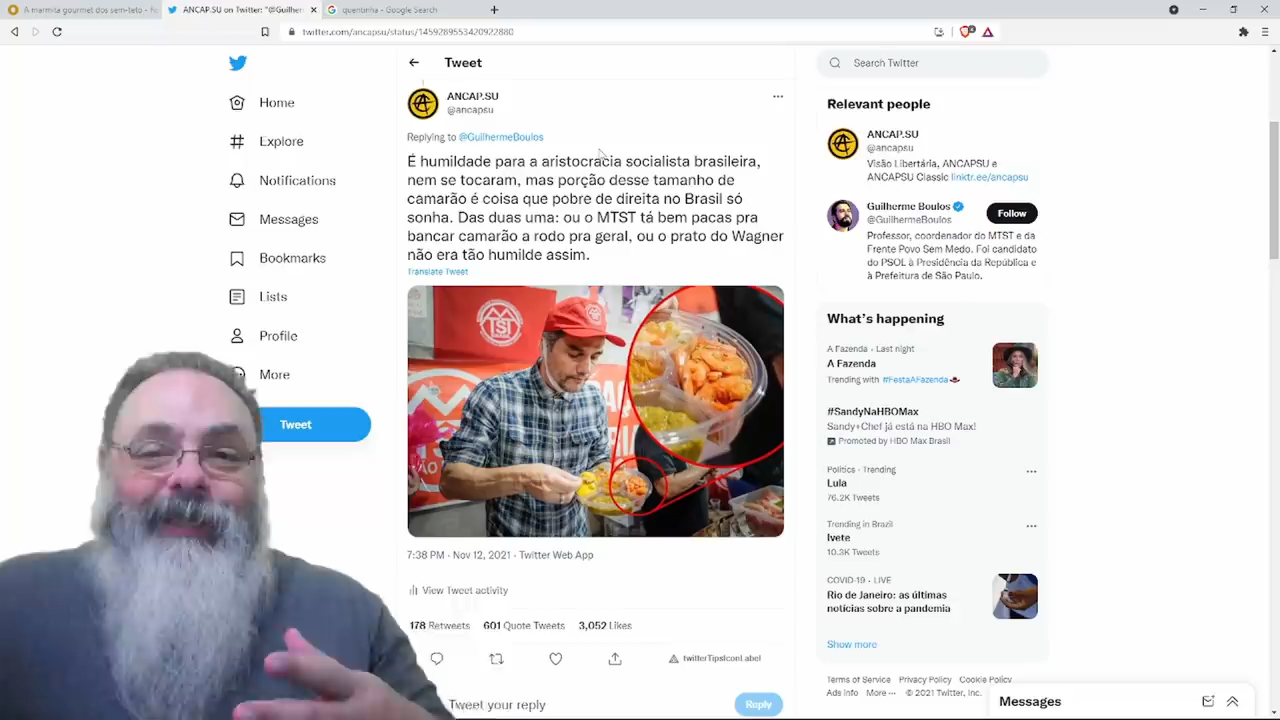 A marmita gourmet dos sem-teto - F
ANCAP.SU on Twitter: "@Guilher
quentinha - Google Search
twitter.com/ancapsu/status/1459289553420922880
Home
Explore
Notifications
Messages
Bookmarks
Lists
Profile
More
Tweet
Tweet
ANCAP.SU
@ancapsu
Replying to @GuilhermeBoulos
É humildade para a aristocracia socialista brasileira,
nem se tocaram, mas porção desse tamanho de
camarão é coisa que pobre de direita no Brasil só
sonha. Das duas uma: ou o MTST tá bem pacas pra
bancar camarão a rodo pra geral, ou o prato do Wagner
não era tão humilde assim.
Translate Tweet
7:38 PM · Nov 12, 2021 · Twitter Web App
View Tweet activity
178 Retweets 601 Quote Tweets 3,052 Likes
twitterTipsIconLabel
Tweet your reply
Reply
Search Twitter
Relevant people
ANCAP.SU
@ancapsu
Visão Libertária, ANCAPSU e
ANCAPSU Classic linktr.ee/ancapsu
Guilherme Boulos
@GuilhermeBoulos
Follow
Professor, coordenador do MTST e da
Frente Povo Sem Medo. Foi candidato
do PSOL à Presidência da República e
à Prefeitura de São Paulo.
What's happening
A Fazenda · Last night
A Fazenda
Trending with #FestaAFazenda
#SandyNaHBOMax
Sandy+Chef já está na HBO Max!
Promoted by HBO Max Brasil
Politics · Trending
Lula
76.2K Tweets
Trending in Brazil
Ivete
10.3K Tweets
COVID-19 · LIVE
Rio de Janeiro: as últimas
notícias sobre a pandemia
Show more
Terms of Service Privacy Policy Cookie Policy
Ads Info More ··· © 2021 Twitter, Inc.
Messages